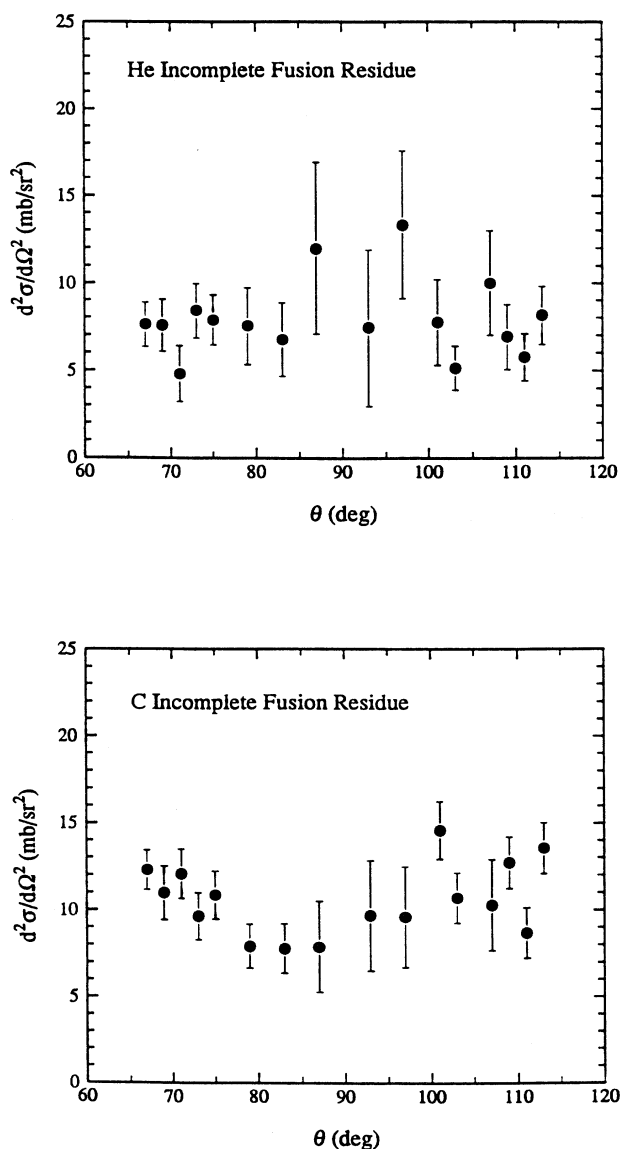 25
He Incomplete Fusion Residue
20
15
10
5
0
d²σ/dΩ² (mb/sr²)
60 70 80 90 100 110 120
θ (deg)
25
C Incomplete Fusion Residue
20
15
10
5
0
d²σ/dΩ² (mb/sr²)
60 70 80 90 100 110 120
θ (deg)